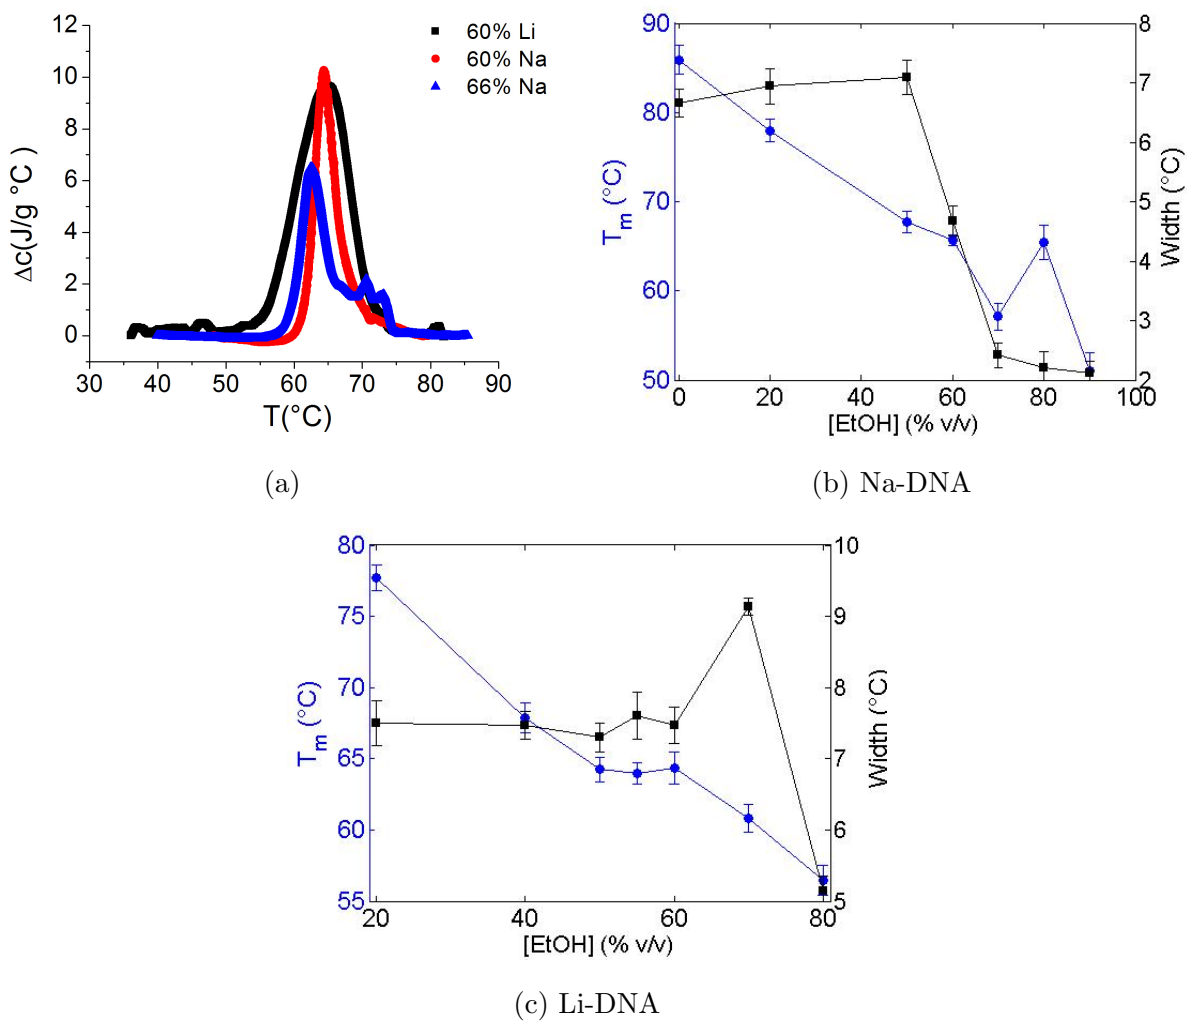 12
10
8
6
4
2
0
Δc(J/g °C )
60% Li
60% Na
66% Na
30 40 50 60 70 80 90
T(°C)
(a)
90
80
70
60
50
Tm (°C)
8
7
6
5
4
3
2
Width (°C)
0 20 40 60 80 100
[EtOH] (% v/v)
(b) Na-DNA
80
75
70
65
60
55
Tm (°C)
10
9
8
7
6
5
Width (°C)
20 40 60 80
[EtOH] (% v/v)
(c) Li-DNA